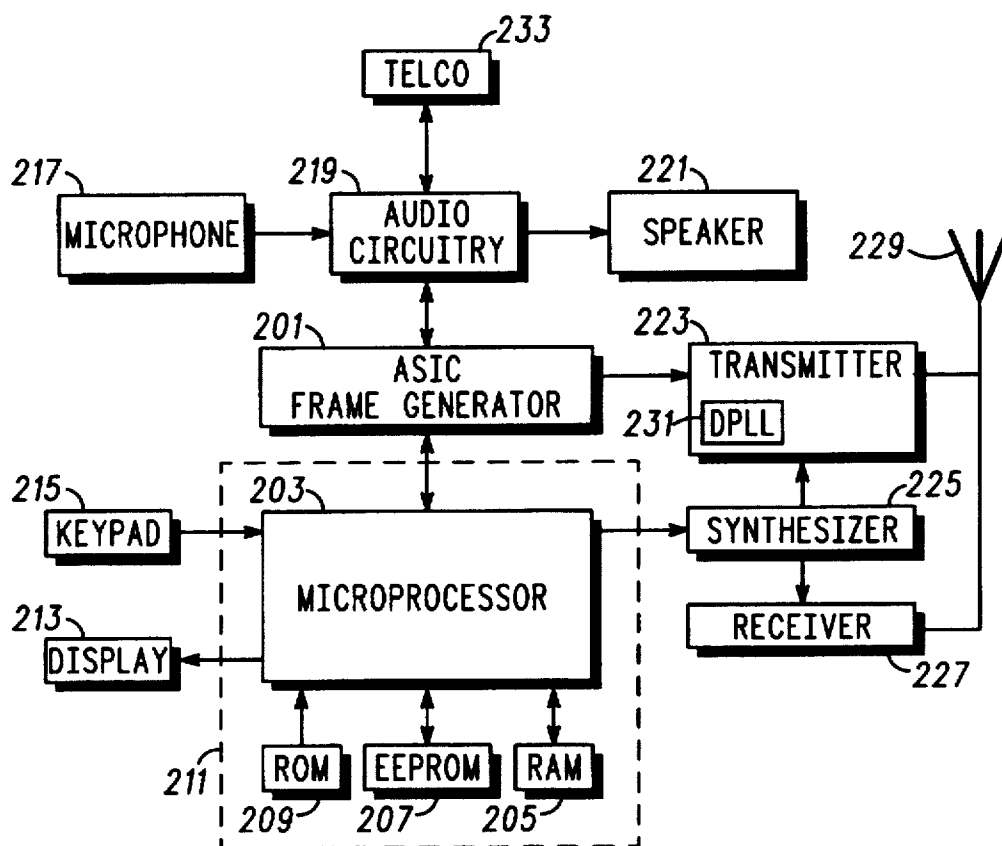 233
TELCO
217
219
221
MICROPHONE
AUDIO
CIRCUITRY
SPEAKER
229
201
223
ASIC
FRAME GENERATOR
TRANSMITTER
231
DPLL
215
203
225
KEYPAD
SYNTHESIZER
MICROPROCESSOR
213
DISPLAY
RECEIVER
227
211
ROM
EEPROM
RAM
209
207
205